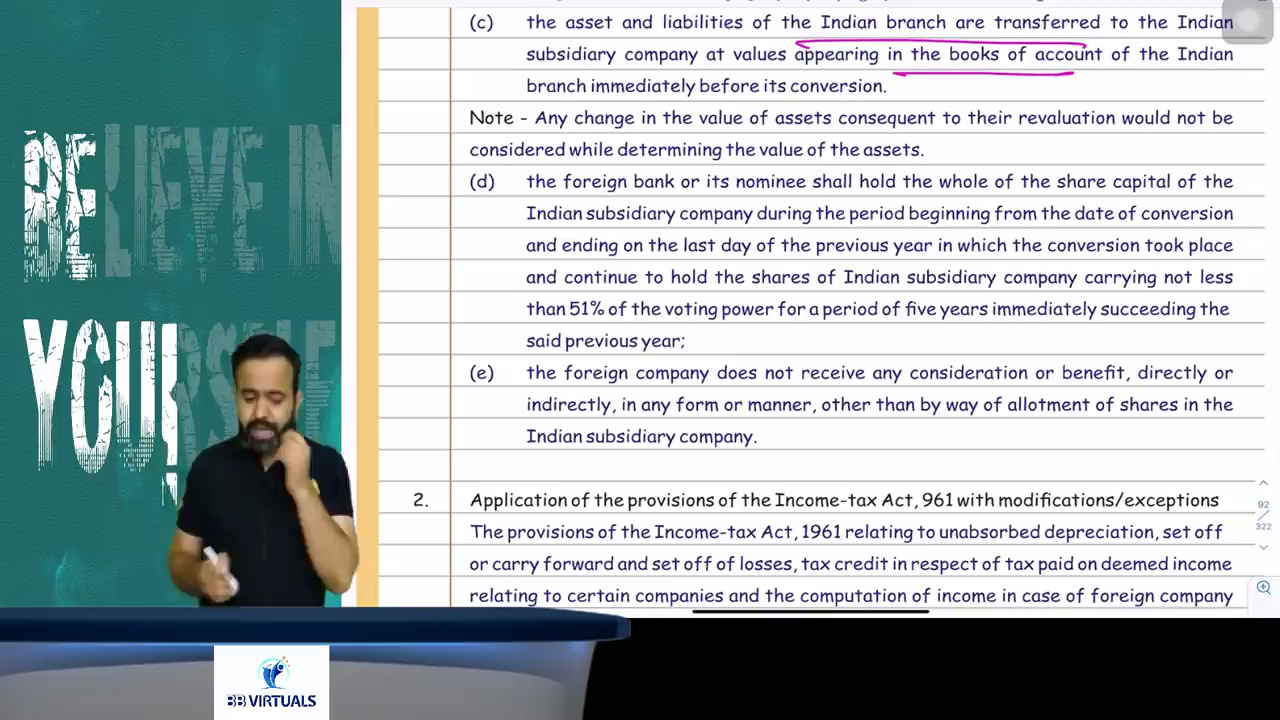 BELIEVE IN
YOURSELF
(c) the asset and liabilities of the Indian branch are transferred to the Indian
subsidiary company at values appearing in the books of account of the Indian
branch immediately before its conversion.
Note - Any change in the value of assets consequent to their revaluation would not be
considered while determining the value of the assets.
(d) the foreign bank or its nominee shall hold the whole of the share capital of the
Indian subsidiary company during the period beginning from the date of conversion
and ending on the last day of the previous year in which the conversion took place
and continue to hold the shares of Indian subsidiary company carrying not less
than 51% of the voting power for a period of five years immediately succeeding the
said previous year;
(e) the foreign company does not receive any consideration or benefit, directly or
indirectly, in any form or manner, other than by way of allotment of shares in the
Indian subsidiary company.
2. Application of the provisions of the Income-tax Act, 961 with modifications/exceptions
The provisions of the Income-tax Act, 1961 relating to unabsorbed depreciation, set off
or carry forward and set off of losses, tax credit in respect of tax paid on deemed income
relating to certain companies and the computation of income in case of foreign company
92
322
BB VIRTUALS